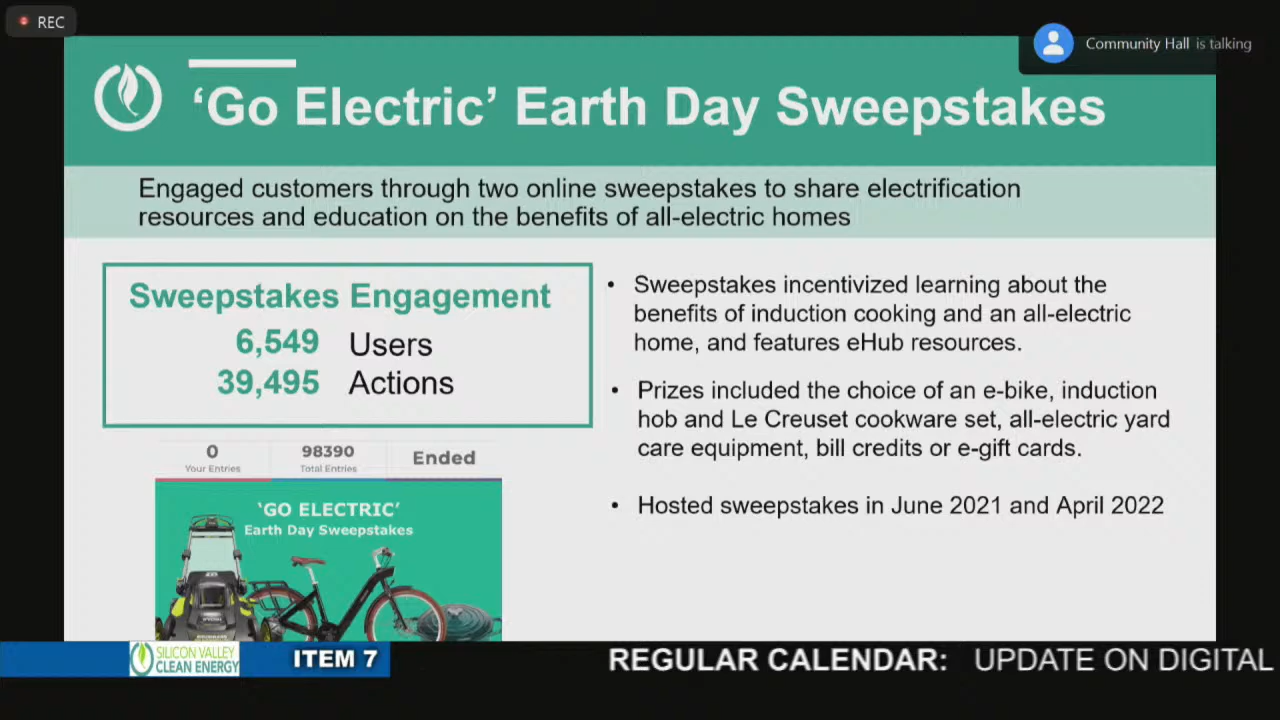 REC
Community Hall is talking
‘Go Electric’ Earth Day Sweepstakes
Engaged customers through two online sweepstakes to share electrification
resources and education on the benefits of all-electric homes
Sweepstakes Engagement
6,549 Users
39,495 Actions
• Sweepstakes incentivized learning about the
benefits of induction cooking and an all-electric
home, and features eHub resources.
• Prizes included the choice of an e-bike, induction
hob and Le Creuset cookware set, all-electric yard
care equipment, bill credits or e-gift cards.
• Hosted sweepstakes in June 2021 and April 2022
0
Your Entries
98390
Total Entries
Ended
‘GO ELECTRIC’
Earth Day Sweepstakes
SILICON VALLEY
CLEAN ENERGY
ITEM 7
REGULAR CALENDAR: UPDATE ON DIGITAL